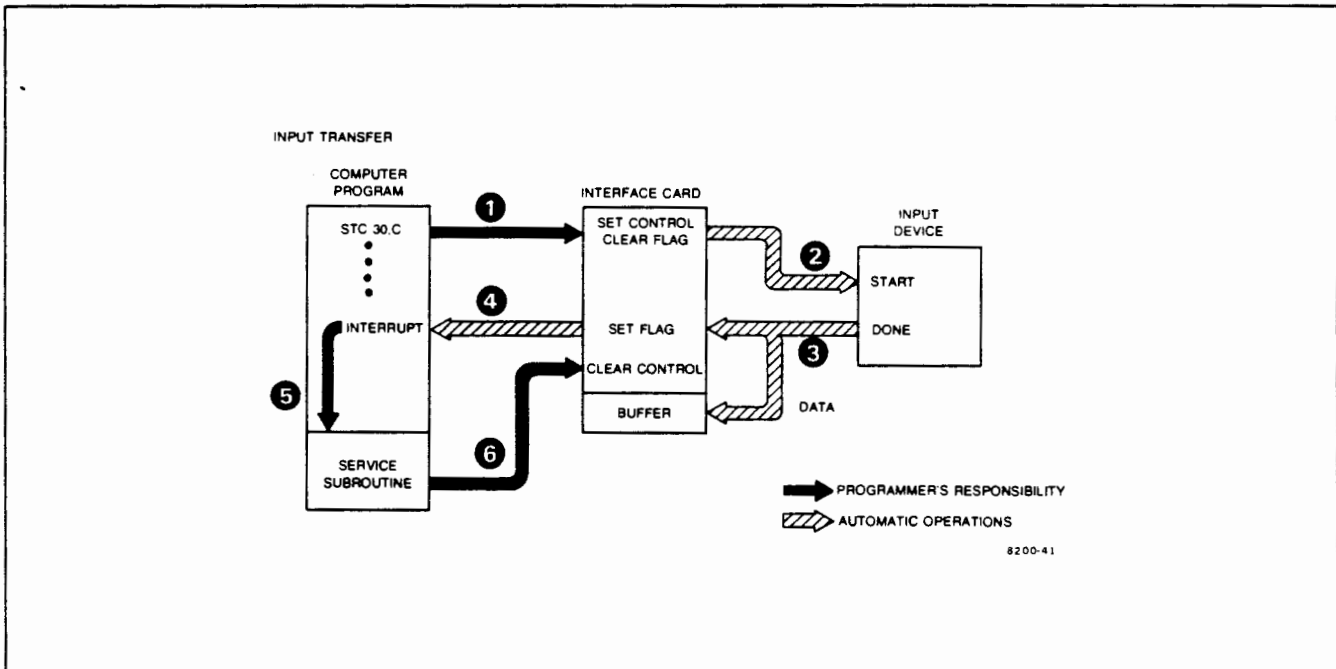 INPUT TRANSFER
COMPUTER
PROGRAM
STC 30.C
INTERRUPT
SERVICE
SUBROUTINE
1
4
5
6
INTERFACE CARD
SET CONTROL
CLEAR FLAG
SET FLAG
CLEAR CONTROL
BUFFER
2
3
DATA
INPUT
DEVICE
START
DONE
PROGRAMMER'S RESPONSIBILITY
AUTOMATIC OPERATIONS
8200-41